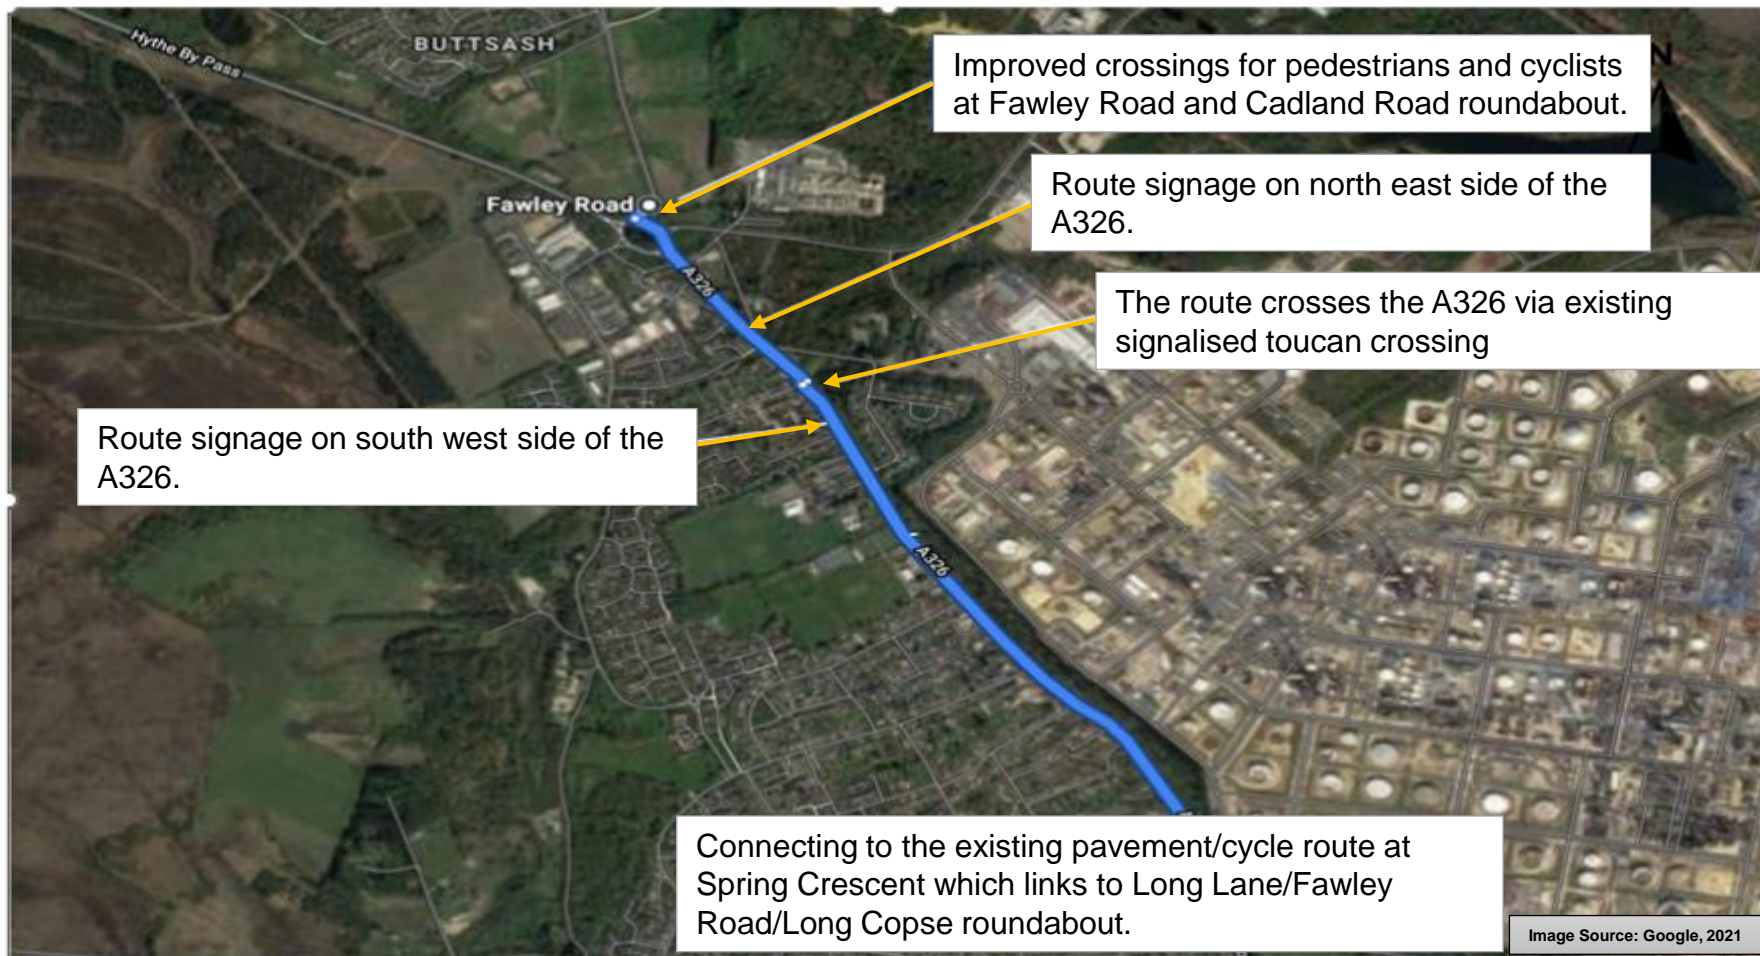 BUTTSASH
Hythe By Pass
N
Improved crossings for pedestrians and cyclists
at Fawley Road and Cadland Road roundabout.
Route signage on north east side of the
A326.
Fawley Road
A326
The route crosses the A326 via existing
signalised toucan crossing
Route signage on south west side of the
A326.
A326
Connecting to the existing pavement/cycle route at
Spring Crescent which links to Long Lane/Fawley
Road/Long Copse roundabout.
Image Source: Google, 2021